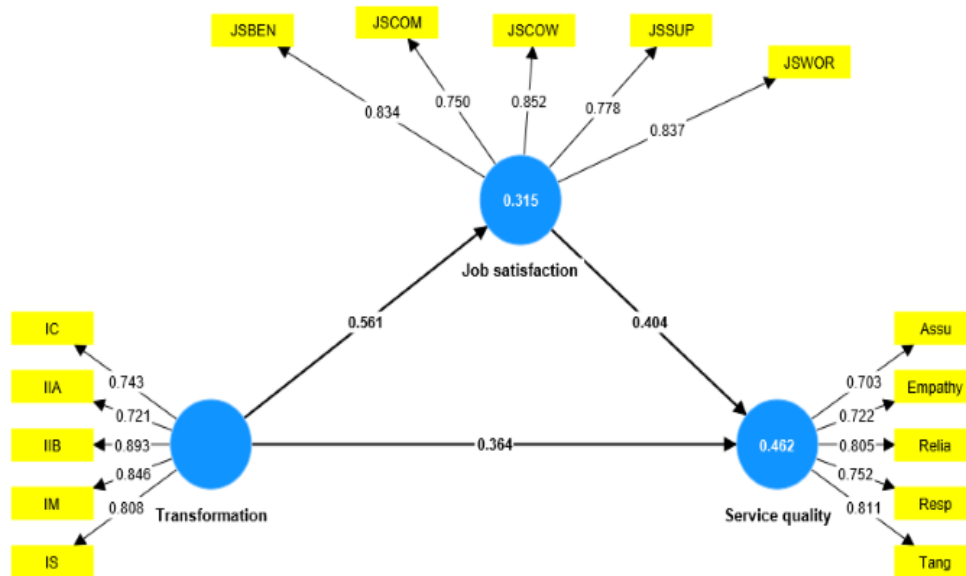 JSBEN
JSCOM
JSCOW
JSSUP
JSWOR
0.834
0.750
0.852
0.778
0.837
0.315
Job satisfaction
0.561
0.404
IC
IIA
IIB
IM
IS
0.743
0.721
0.893
0.846
0.808
Transformation
0.364
0.462
Service quality
0.703
0.722
0.805
0.752
0.811
Assu
Empathy
Relia
Resp
Tang